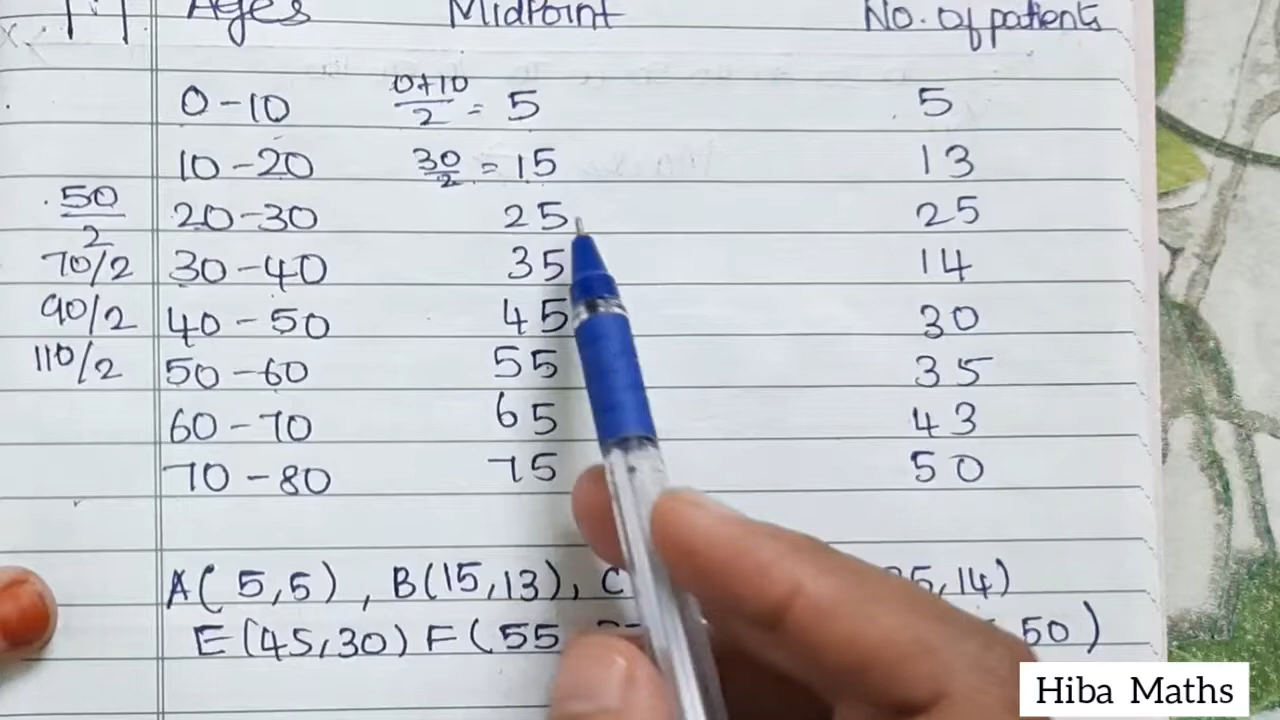 Ages Midpoint No. of patients
0-10 0+10/2 = 5 5
10-20 30/2 = 15 13
50/2 20-30 25 25
70/2 30-40 35 14
90/2 40-50 45 30
110/2 50-60 55 35
60-70 65 43
70-80 75 50
A(5,5), B(15,13), C 35,14)
E(45,30) F(55 50)
Hiba Maths